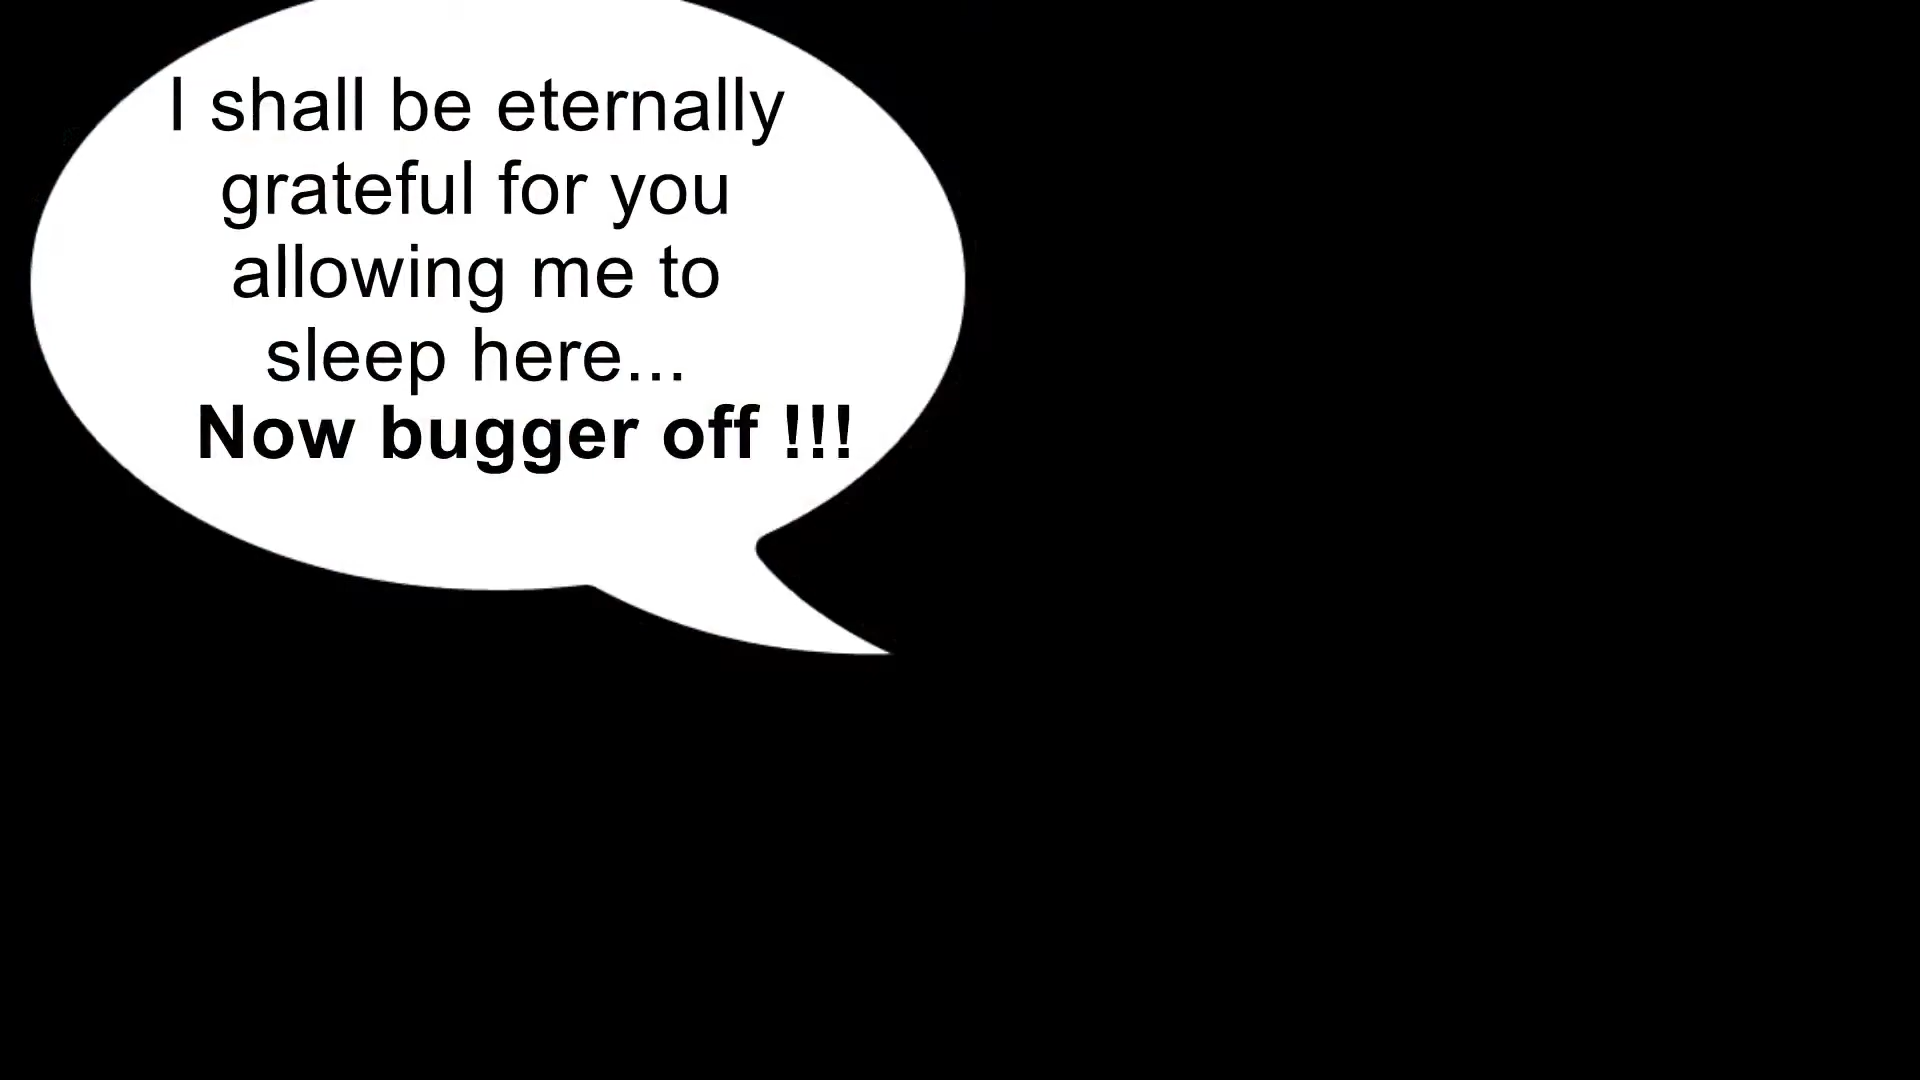 I shall be eternally
grateful for you
allowing me to
sleep here...
Now bugger off !!!